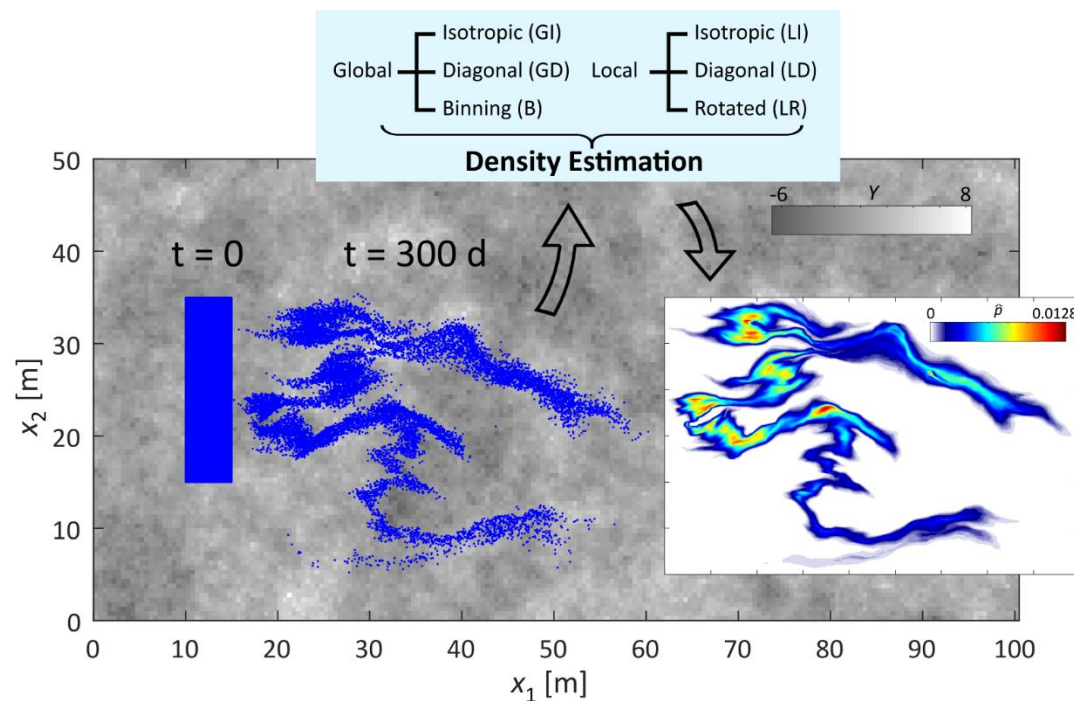 Isotropic (GI) Isotropic (LI)
Global Diagonal (GD) Local Diagonal (LD)
Binning (B) Rotated (LR)
Density Estimation
50
40
30
20
10
0
x2 [m]
-6 Y 8
t = 0 t = 300 d
0 p̂ 0.0128
0 10 20 30 40 50 60 70 80 90 100
x1 [m]